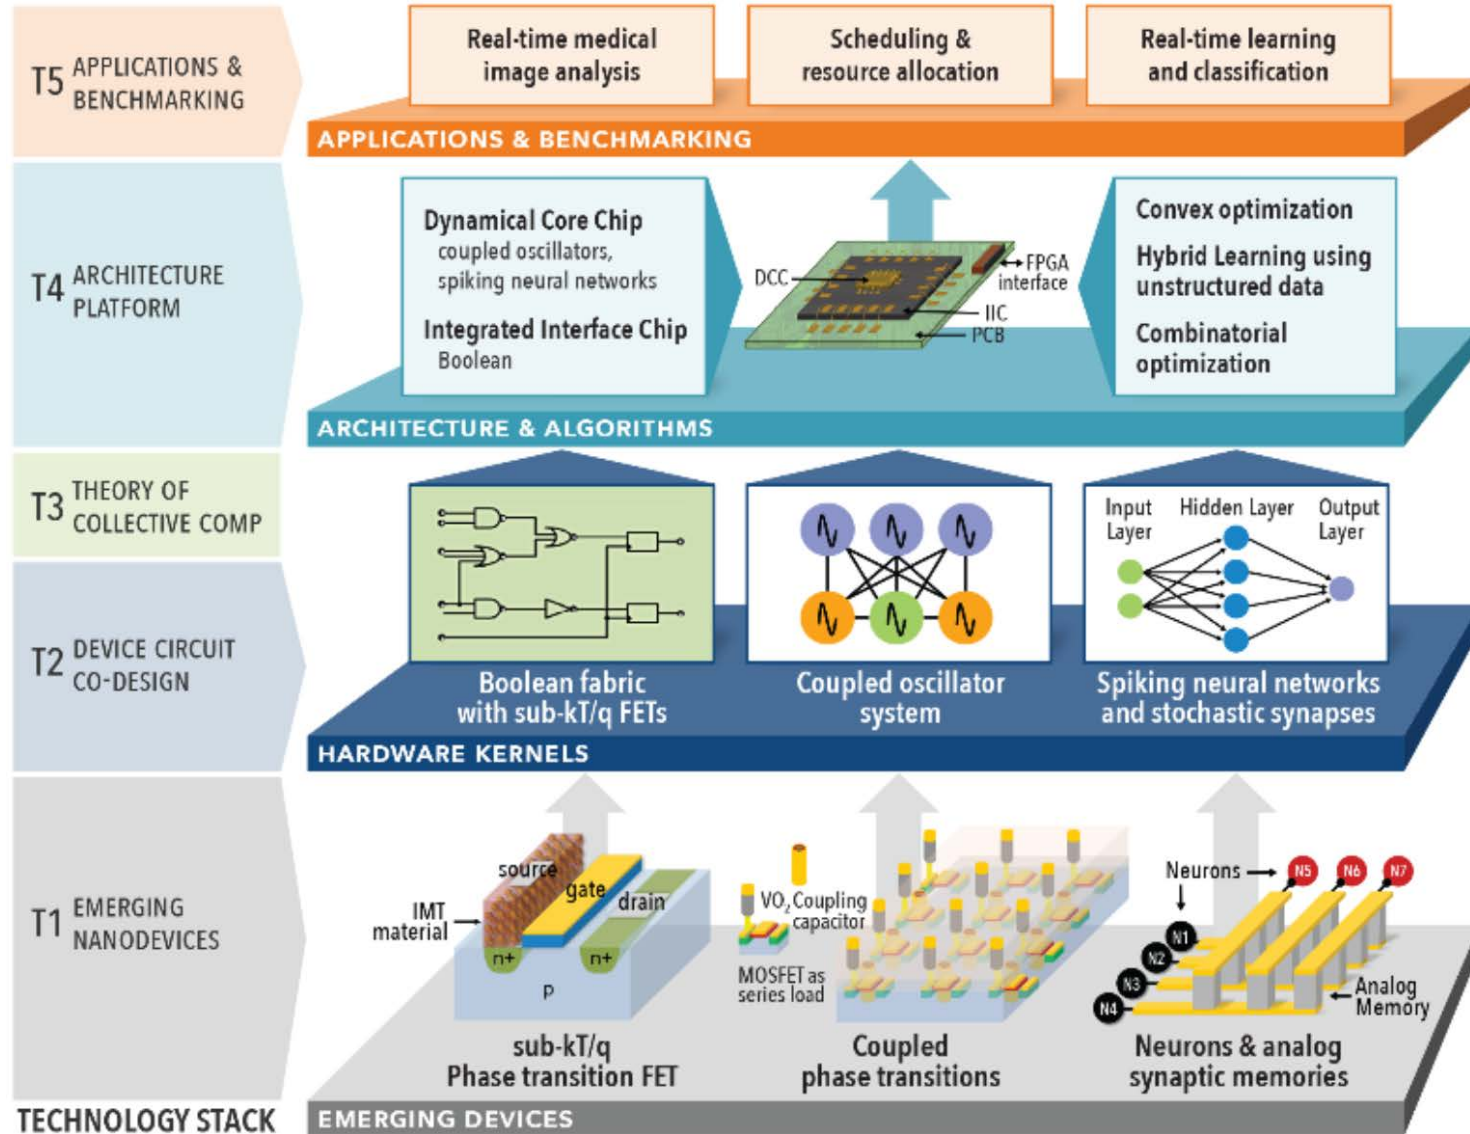 T5 APPLICATIONS &
BENCHMARKING
Real-time medical
image analysis
Scheduling &
resource allocation
Real-time learning
and classification
APPLICATIONS & BENCHMARKING
T4 ARCHITECTURE
PLATFORM
Dynamical Core Chip
coupled oscillators,
spiking neural networks
Integrated Interface Chip
Boolean
DCC
FPGA
interface
IIC
PCB
Convex optimization
Hybrid Learning using
unstructured data
Combinatorial
optimization
ARCHITECTURE & ALGORITHMS
T3 THEORY OF
COLLECTIVE COMP
T2 DEVICE CIRCUIT
CO-DESIGN
Input
Layer
Hidden Layer
Output
Layer
Boolean fabric
with sub-kT/q FETs
Coupled oscillator
system
Spiking neural networks
and stochastic synapses
HARDWARE KERNELS
T1 EMERGING
NANODEVICES
source
gate
drain
IMT
material
n+
n+
P
VO₂ Coupling
capacitor
MOSFET as
series load
Neurons
N5
N6
N7
N1
N2
N3
N4
Analog
Memory
sub-kT/q
Phase transition FET
Coupled
phase transitions
Neurons & analog
synaptic memories
TECHNOLOGY STACK
EMERGING DEVICES